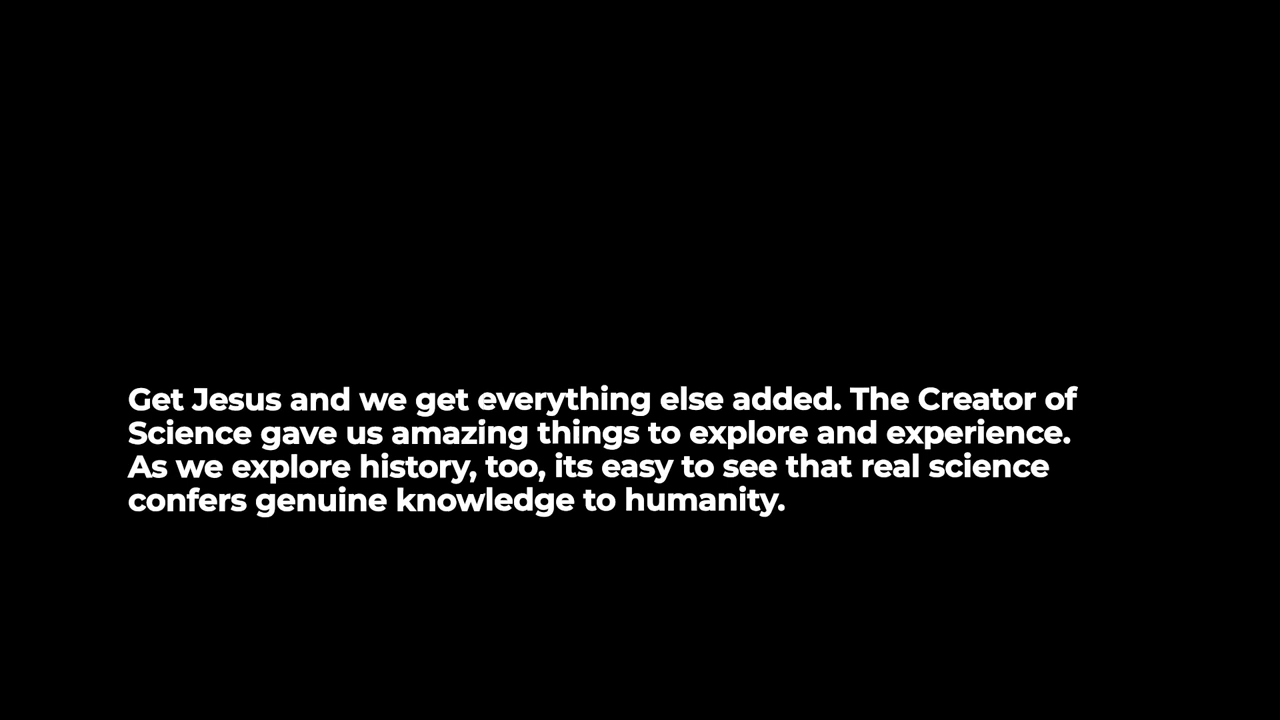 Get Jesus and we get everything else added. The Creator of
Science gave us amazing things to explore and experience.
As we explore history, too, its easy to see that real science
confers genuine knowledge to humanity.